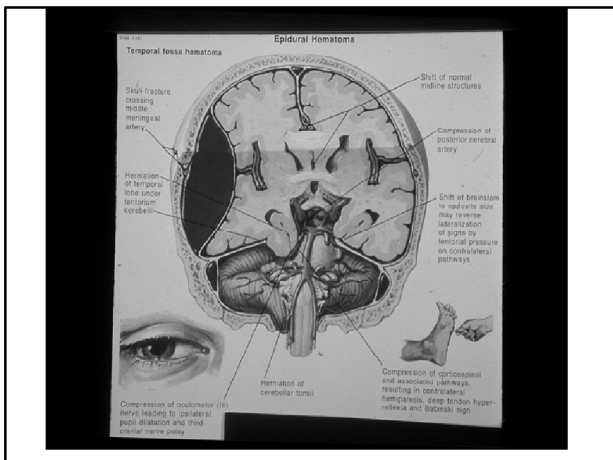 Epidural Hematoma
Temporal fossa hematoma
Skull fracture
crossing
middle
meningeal
artery
Shift of normal
midline structures
Compression of
posterior cerebral
artery
Herniation
of temporal
lobe under
tentorium
cerebelli
Shift of brainstem
to opposite side
may reverse
lateralization
of signs by
tentorial pressure
on contralateral
pathways
Herniation of
cerebellar tonsil
Compression of corticospinal
and associated pathways,
resulting in contralateral
hemiparesis, deep tendon hyper-
reflexia and Babinski sign
Compression of oculomotor (III)
nerve leading to ipsilateral
pupil dilatation and third
cranial nerve palsy